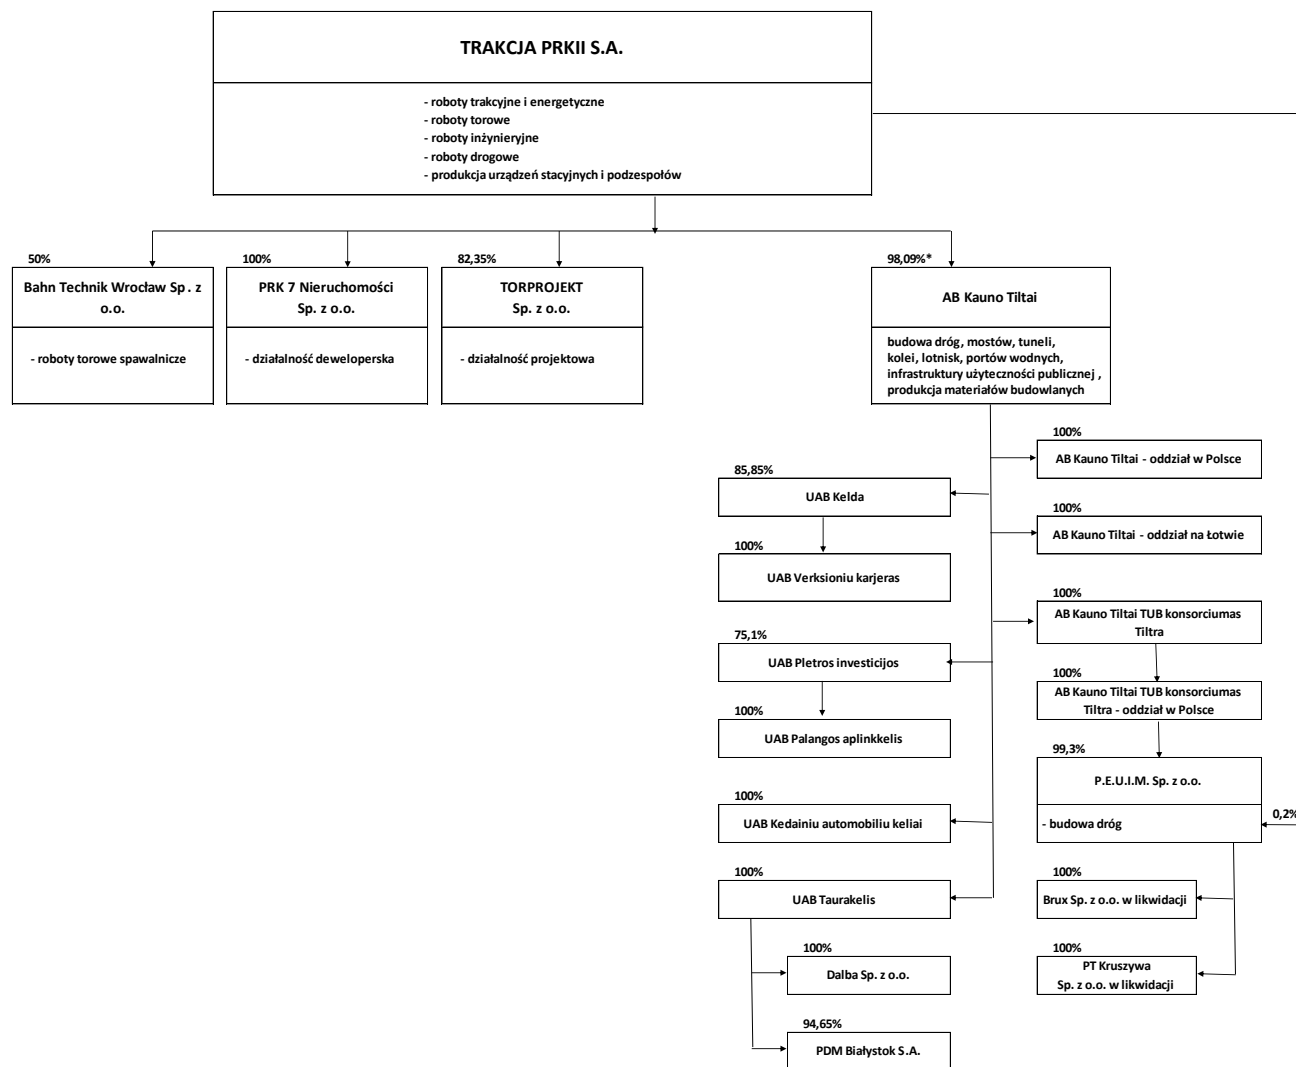 TRAKCJA PRKII S.A.
- roboty trakcyjne i energetyczne
- roboty torowe
- roboty inżynieryjne
- roboty drogowe
- produkcja urządzeń stacyjnych i podzespołów
50%
Bahn Technik Wrocław Sp. z
o.o.
- roboty torowe spawalnicze
100%
PRK 7 Nieruchomości
Sp. z o.o.
- działalność deweloperska
82,35%
TORPROJEKT
Sp. z o.o.
- działalność projektowa
98,09%*
AB Kauno Tiltai
budowa dróg, mostów, tuneli,
kolei, lotnisk, portów wodnych,
infrastruktury użyteczności publicznej ,
produkcja materiałów budowlanych
85,85%
UAB Kelda
100%
UAB Verksioniu karjeras
75,1%
UAB Pletros investicijos
100%
UAB Palangos aplinkkelis
100%
UAB Kedainiu automobiliu keliai
100%
UAB Taurakelis
100%
Dalba Sp. z o.o.
94,65%
PDM Białystok S.A.
100%
AB Kauno Tiltai - oddział w Polsce
100%
AB Kauno Tiltai - oddział na Łotwie
100%
AB Kauno Tiltai TUB konsorciumas
Tiltra
100%
AB Kauno Tiltai TUB konsorciumas
Tiltra - oddział w Polsce
99,3%
P.E.U.I.M. Sp. z o.o.
- budowa dróg
0,2%
100%
Brux Sp. z o.o. w likwidacji
100%
PT Kruszywa
Sp. z o.o. w likwidacji